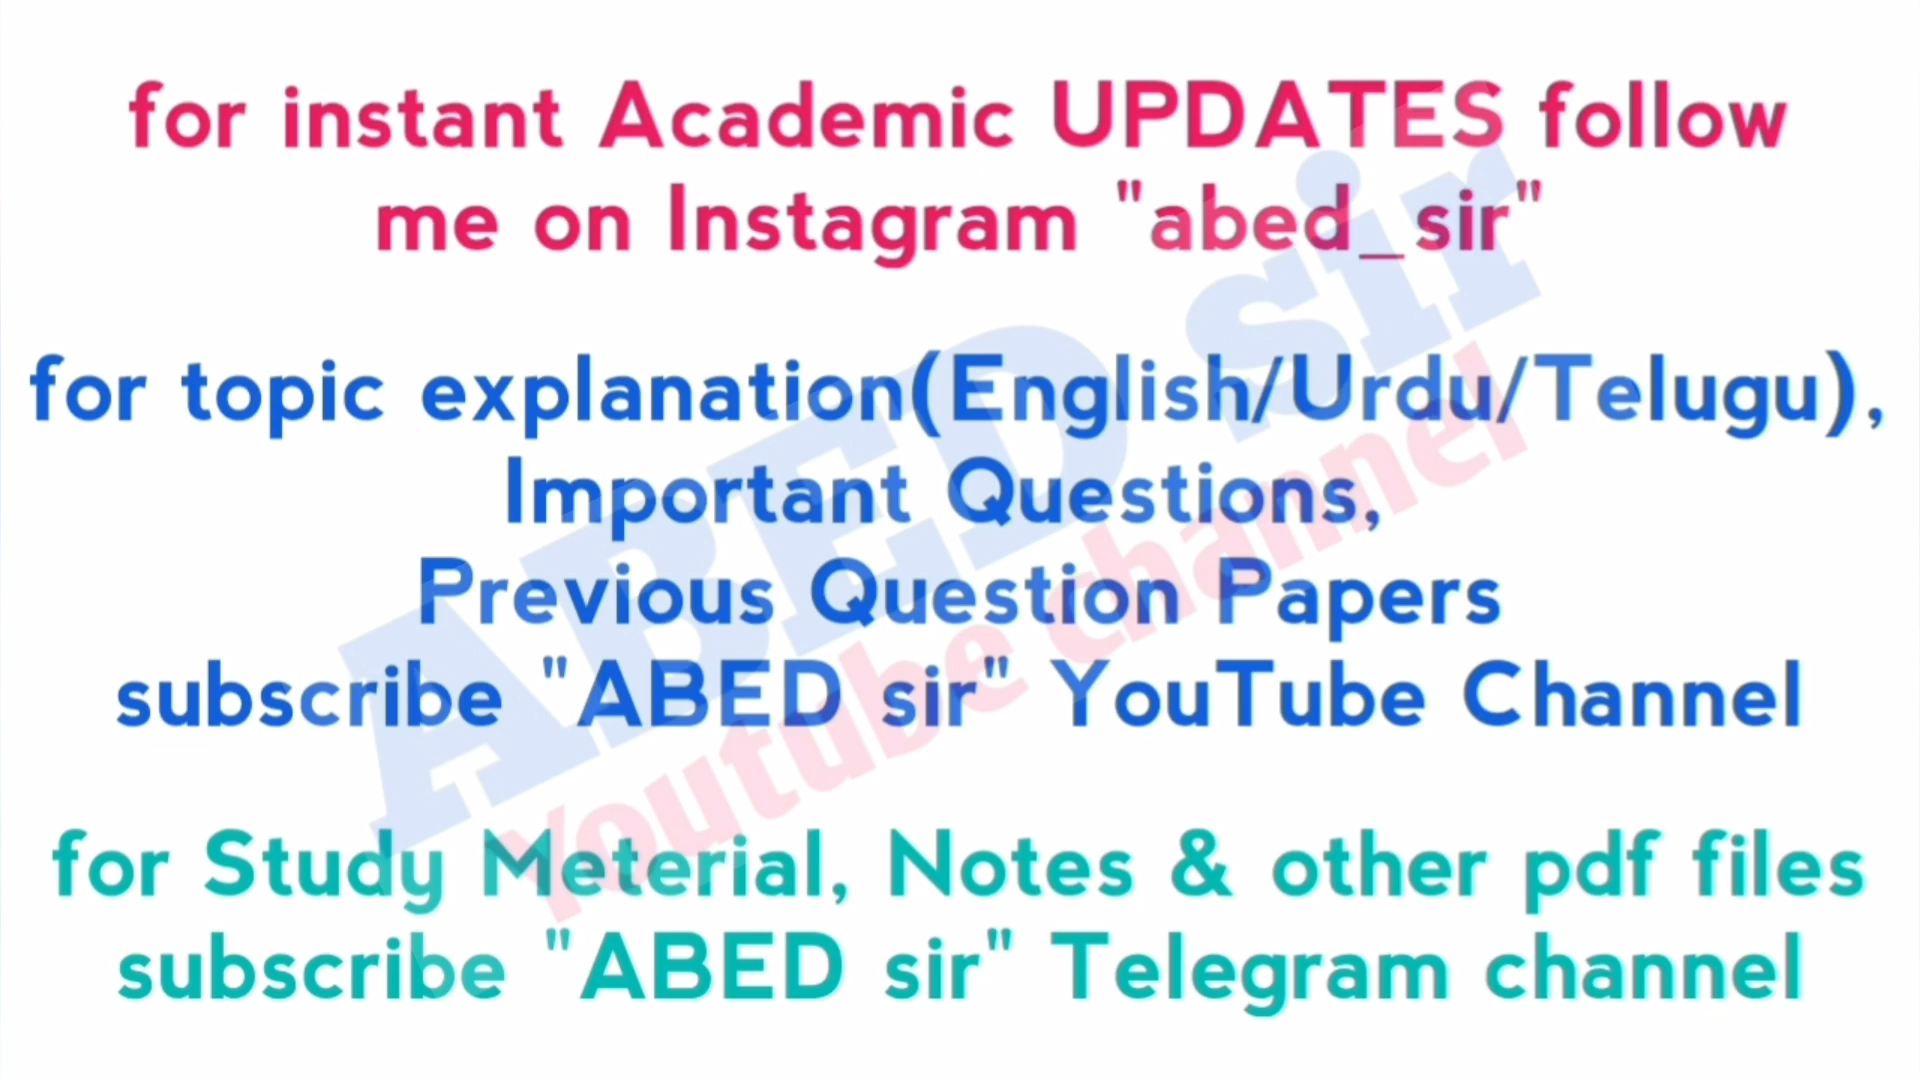 for instant Academic UPDATES follow
me on Instagram "abed_sir"
for topic explanation(English/Urdu/Telugu),
Important Questions,
Previous Question Papers
subscribe "ABED sir" YouTube Channel
for Study Meterial, Notes & other pdf files
subscribe "ABED sir" Telegram channel
ABED sir
Youtube channel